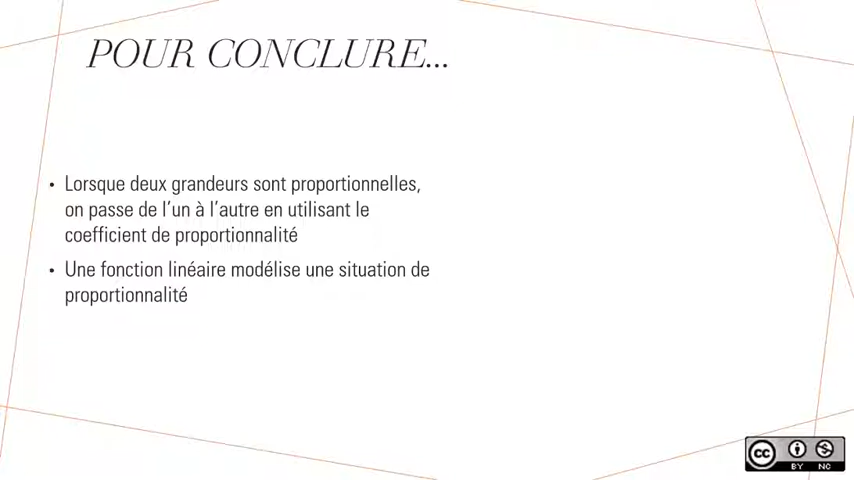 POUR CONCLURE...
• Lorsque deux grandeurs sont proportionnelles,
on passe de l'un à l'autre en utilisant le
coefficient de proportionnalité
• Une fonction linéaire modélise une situation de
proportionnalité
cc
BY NC